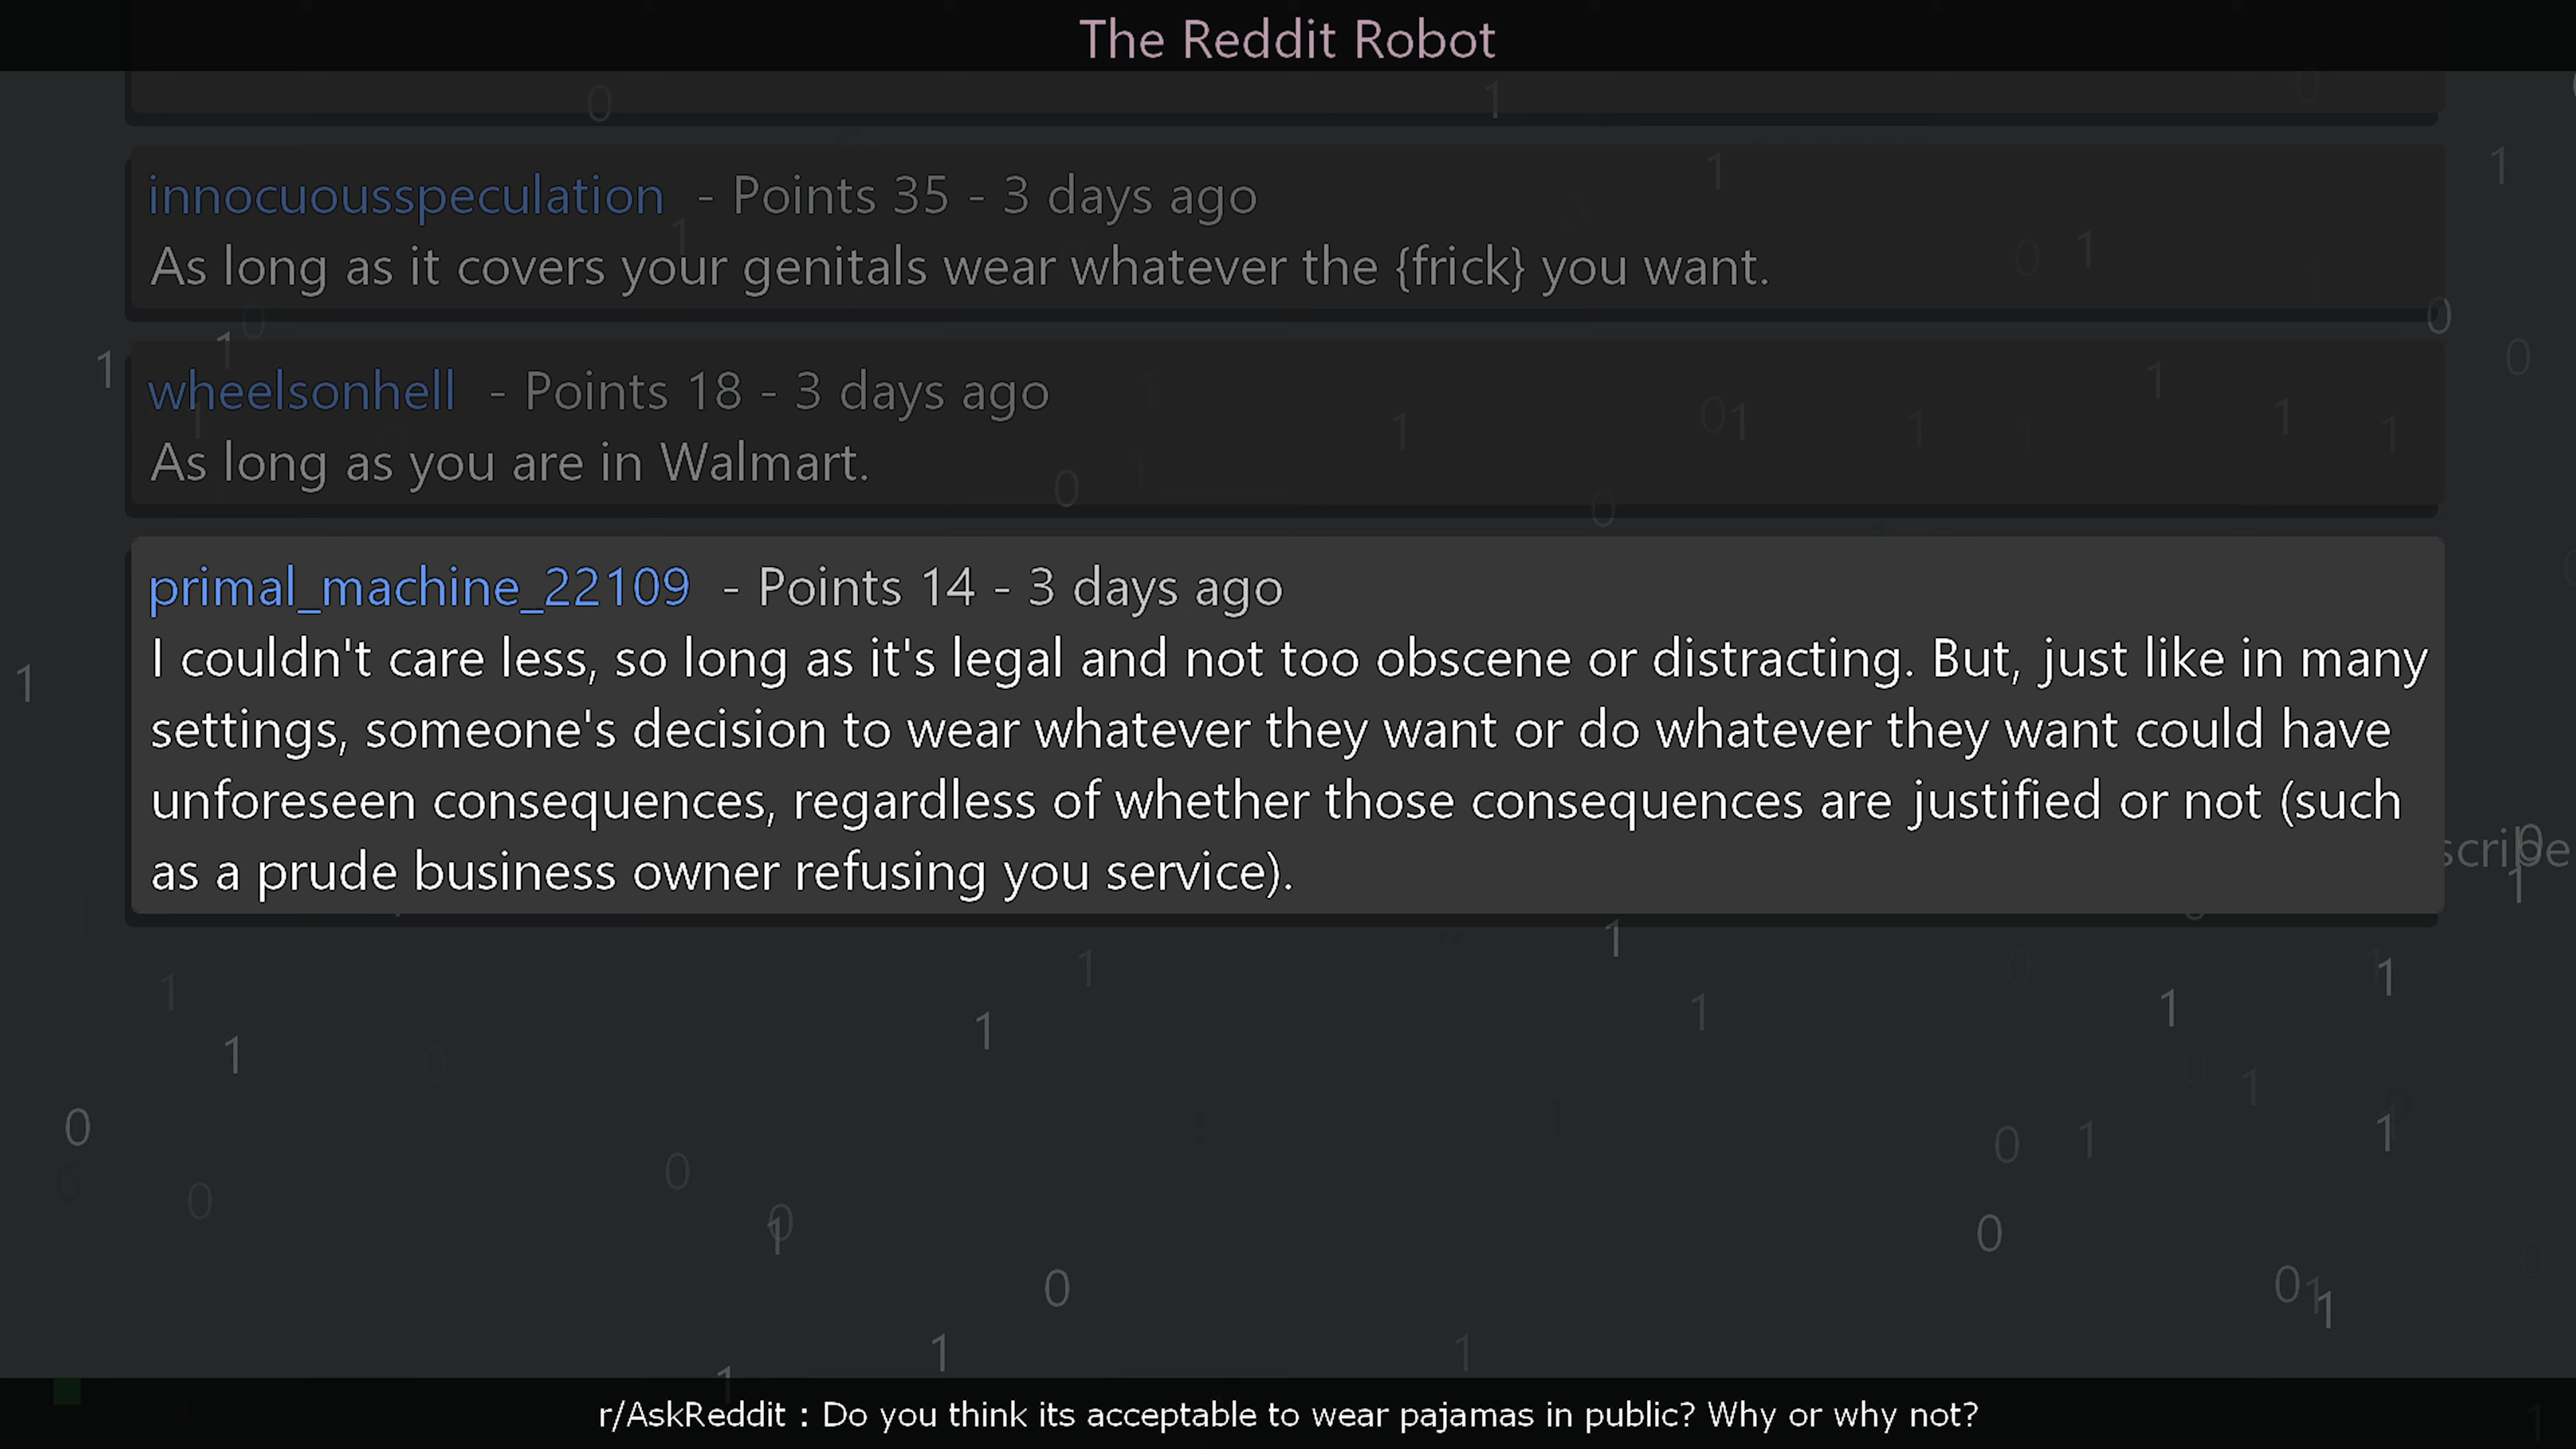 The Reddit Robot
innocuousspeculation - Points 35 - 3 days ago
As long as it covers your genitals wear whatever the {frick} you want.
wheelsonhell - Points 18 - 3 days ago
As long as you are in Walmart.
primal_machine_22109 - Points 14 - 3 days ago
I couldn't care less, so long as it's legal and not too obscene or distracting. But, just like in many
settings, someone's decision to wear whatever they want or do whatever they want could have
unforeseen consequences, regardless of whether those consequences are justified or not (such
as a prude business owner refusing you service).
scribe
r/AskReddit : Do you think its acceptable to wear pajamas in public? Why or why not?